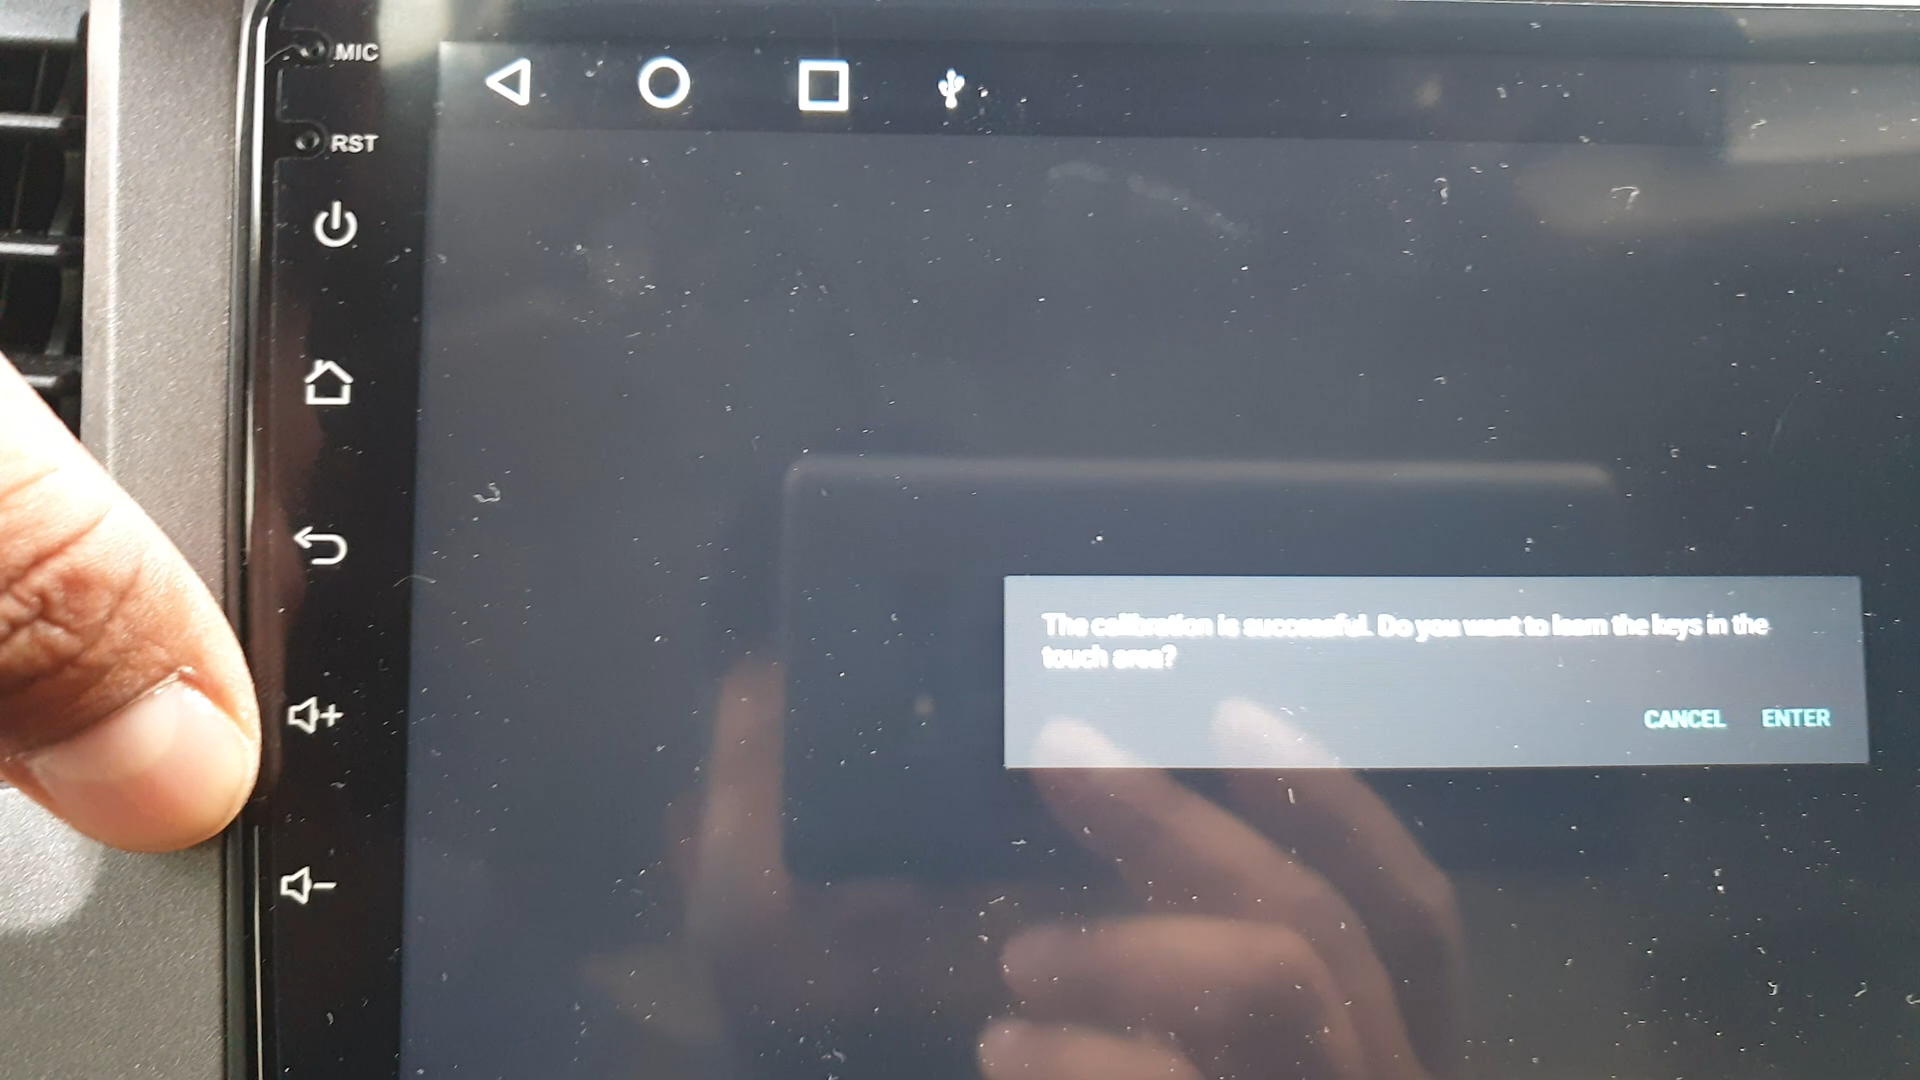 MIC
RST
The calibration is successful. Do you want to learn the keys in the
touch area?
CANCEL ENTER